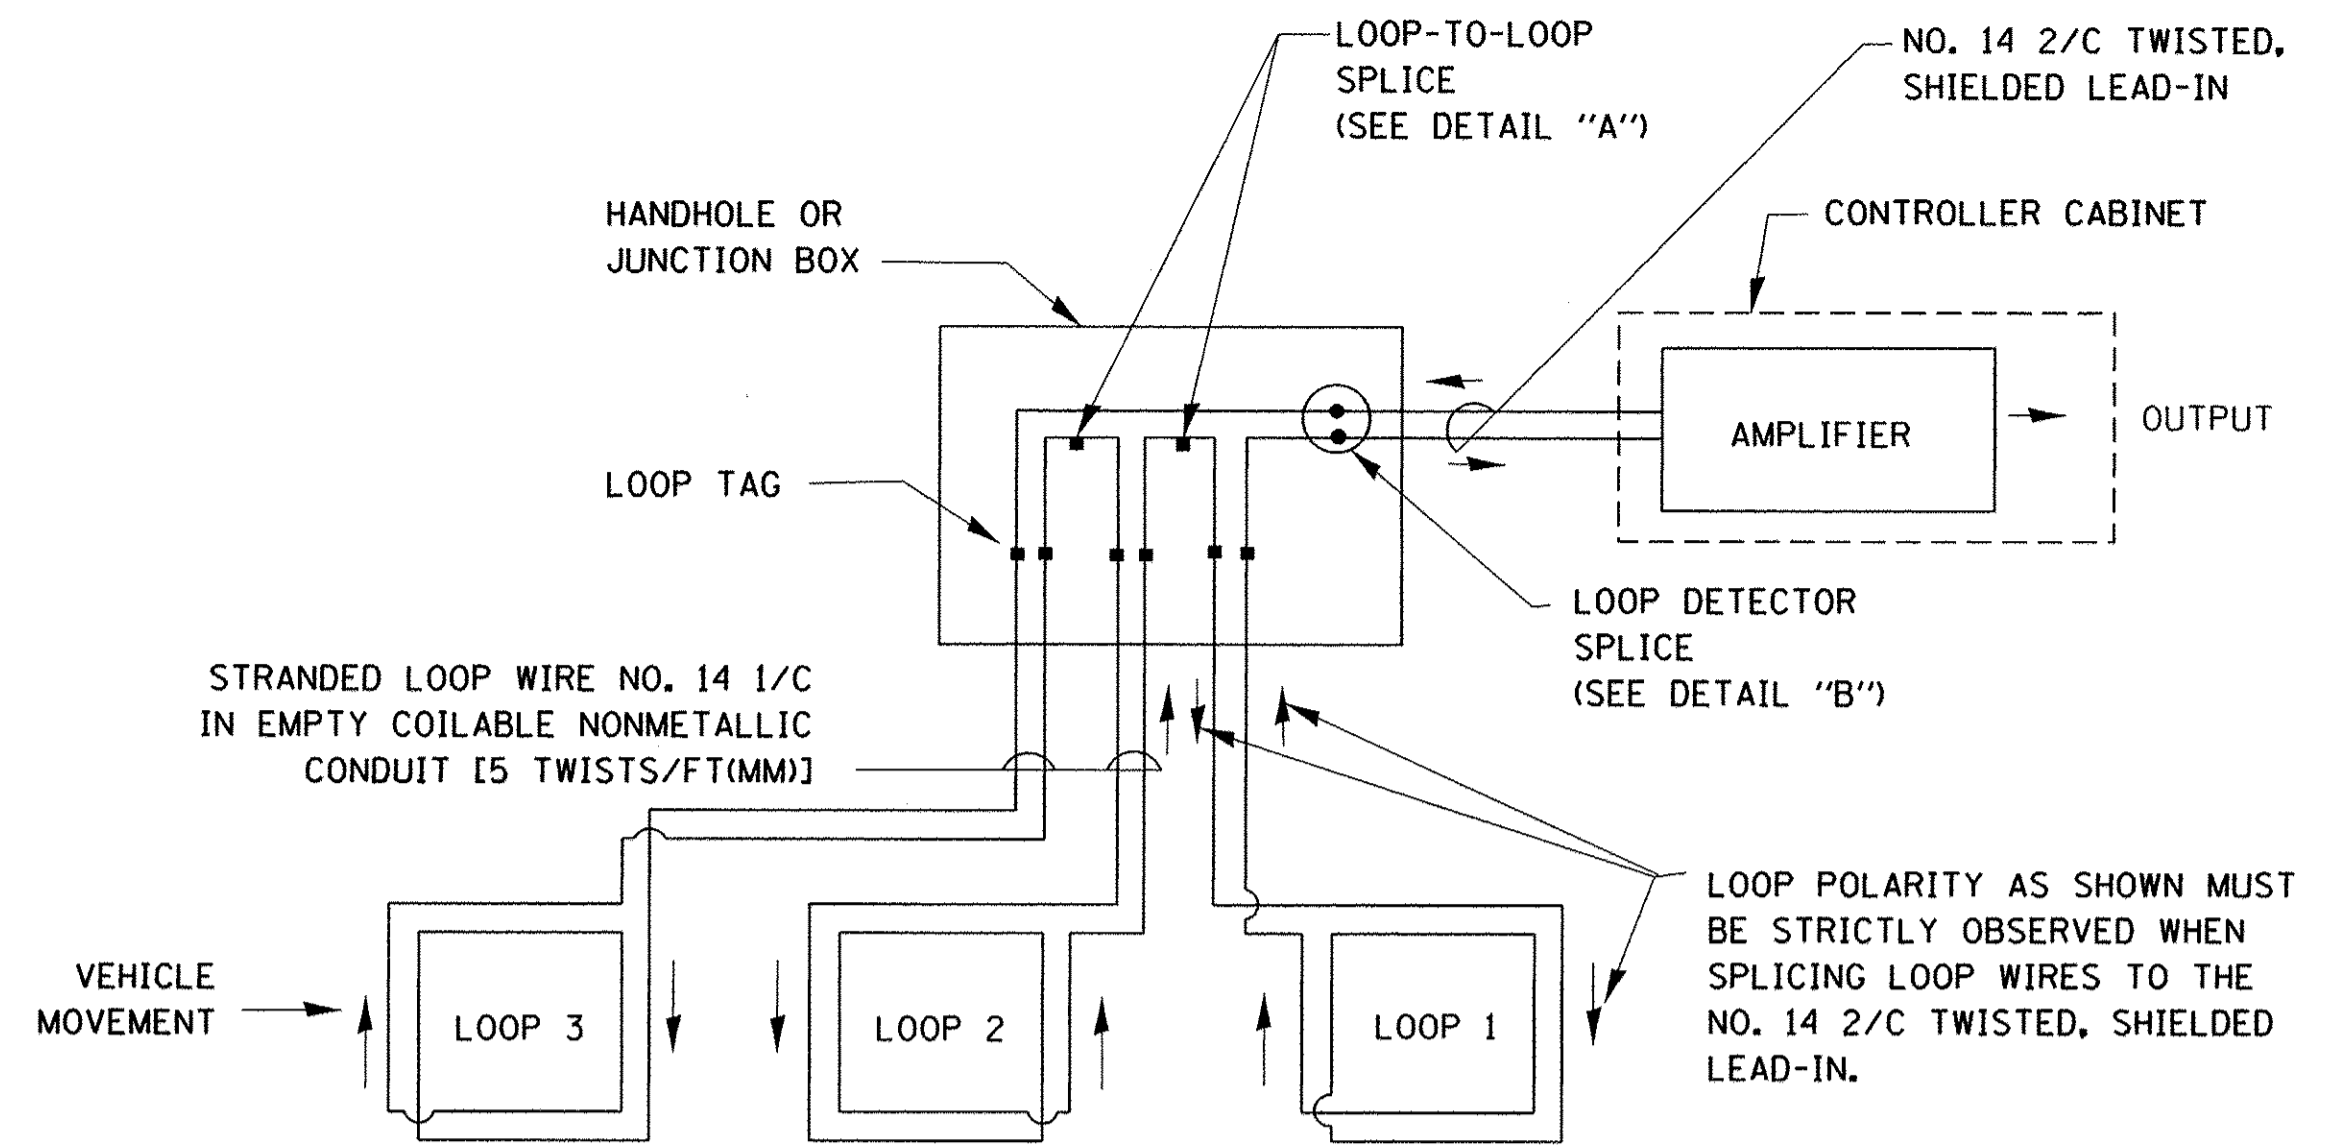 LOOP-TO-LOOP
SPLICE
(SEE DETAIL "A")
NO. 14 2/C TWISTED,
SHIELDED LEAD-IN
HANDHOLE OR
JUNCTION BOX
CONTROLLER CABINET
AMPLIFIER
OUTPUT
LOOP TAG
LOOP DETECTOR
SPLICE
(SEE DETAIL "B")
STRANDED LOOP WIRE NO. 14 1/C
IN EMPTY COILABLE NONMETALLIC
CONDUIT [5 TWISTS/FT(MM)]
VEHICLE
MOVEMENT
LOOP 3
LOOP 2
LOOP 1
LOOP POLARITY AS SHOWN MUST
BE STRICTLY OBSERVED WHEN
SPLICING LOOP WIRES TO THE
NO. 14 2/C TWISTED, SHIELDED
LEAD-IN.